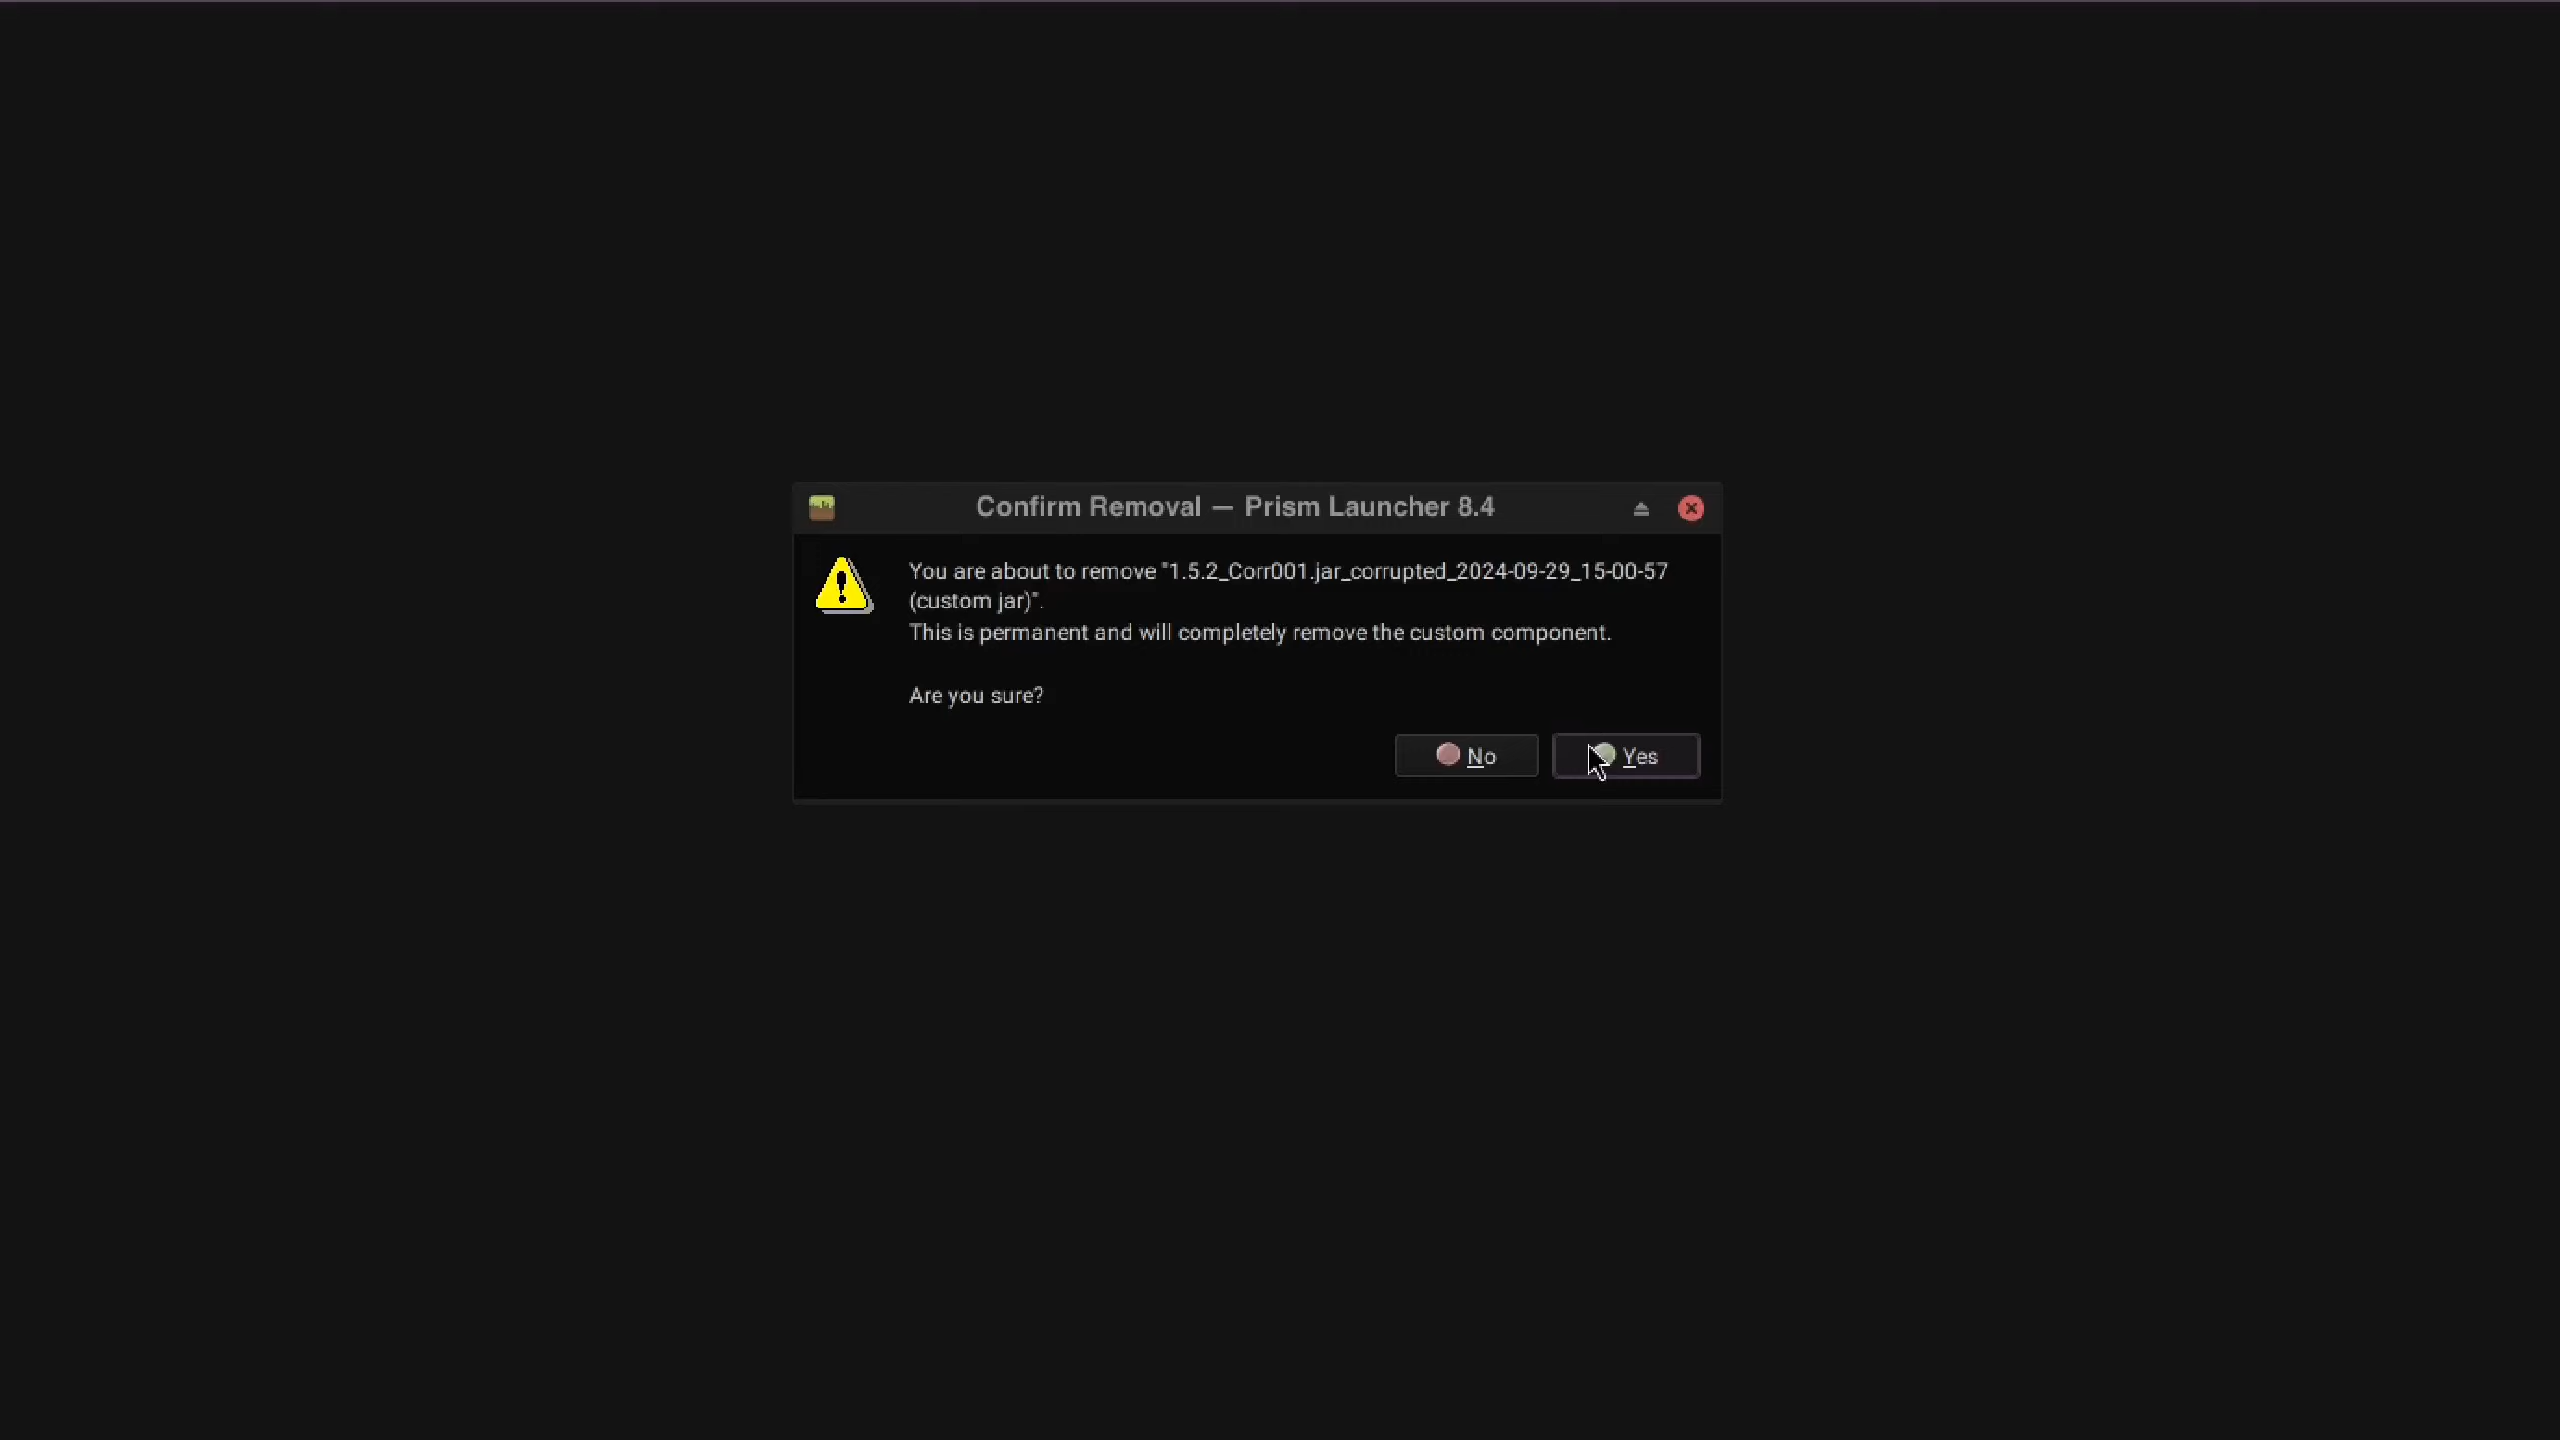 Confirm Removal — Prism Launcher 8.4
You are about to remove "1.5.2_Corr001.jar_corrupted_2024-09-29_15-00-57
(custom jar)".
This is permanent and will completely remove the custom component.
Are you sure?
No
Yes